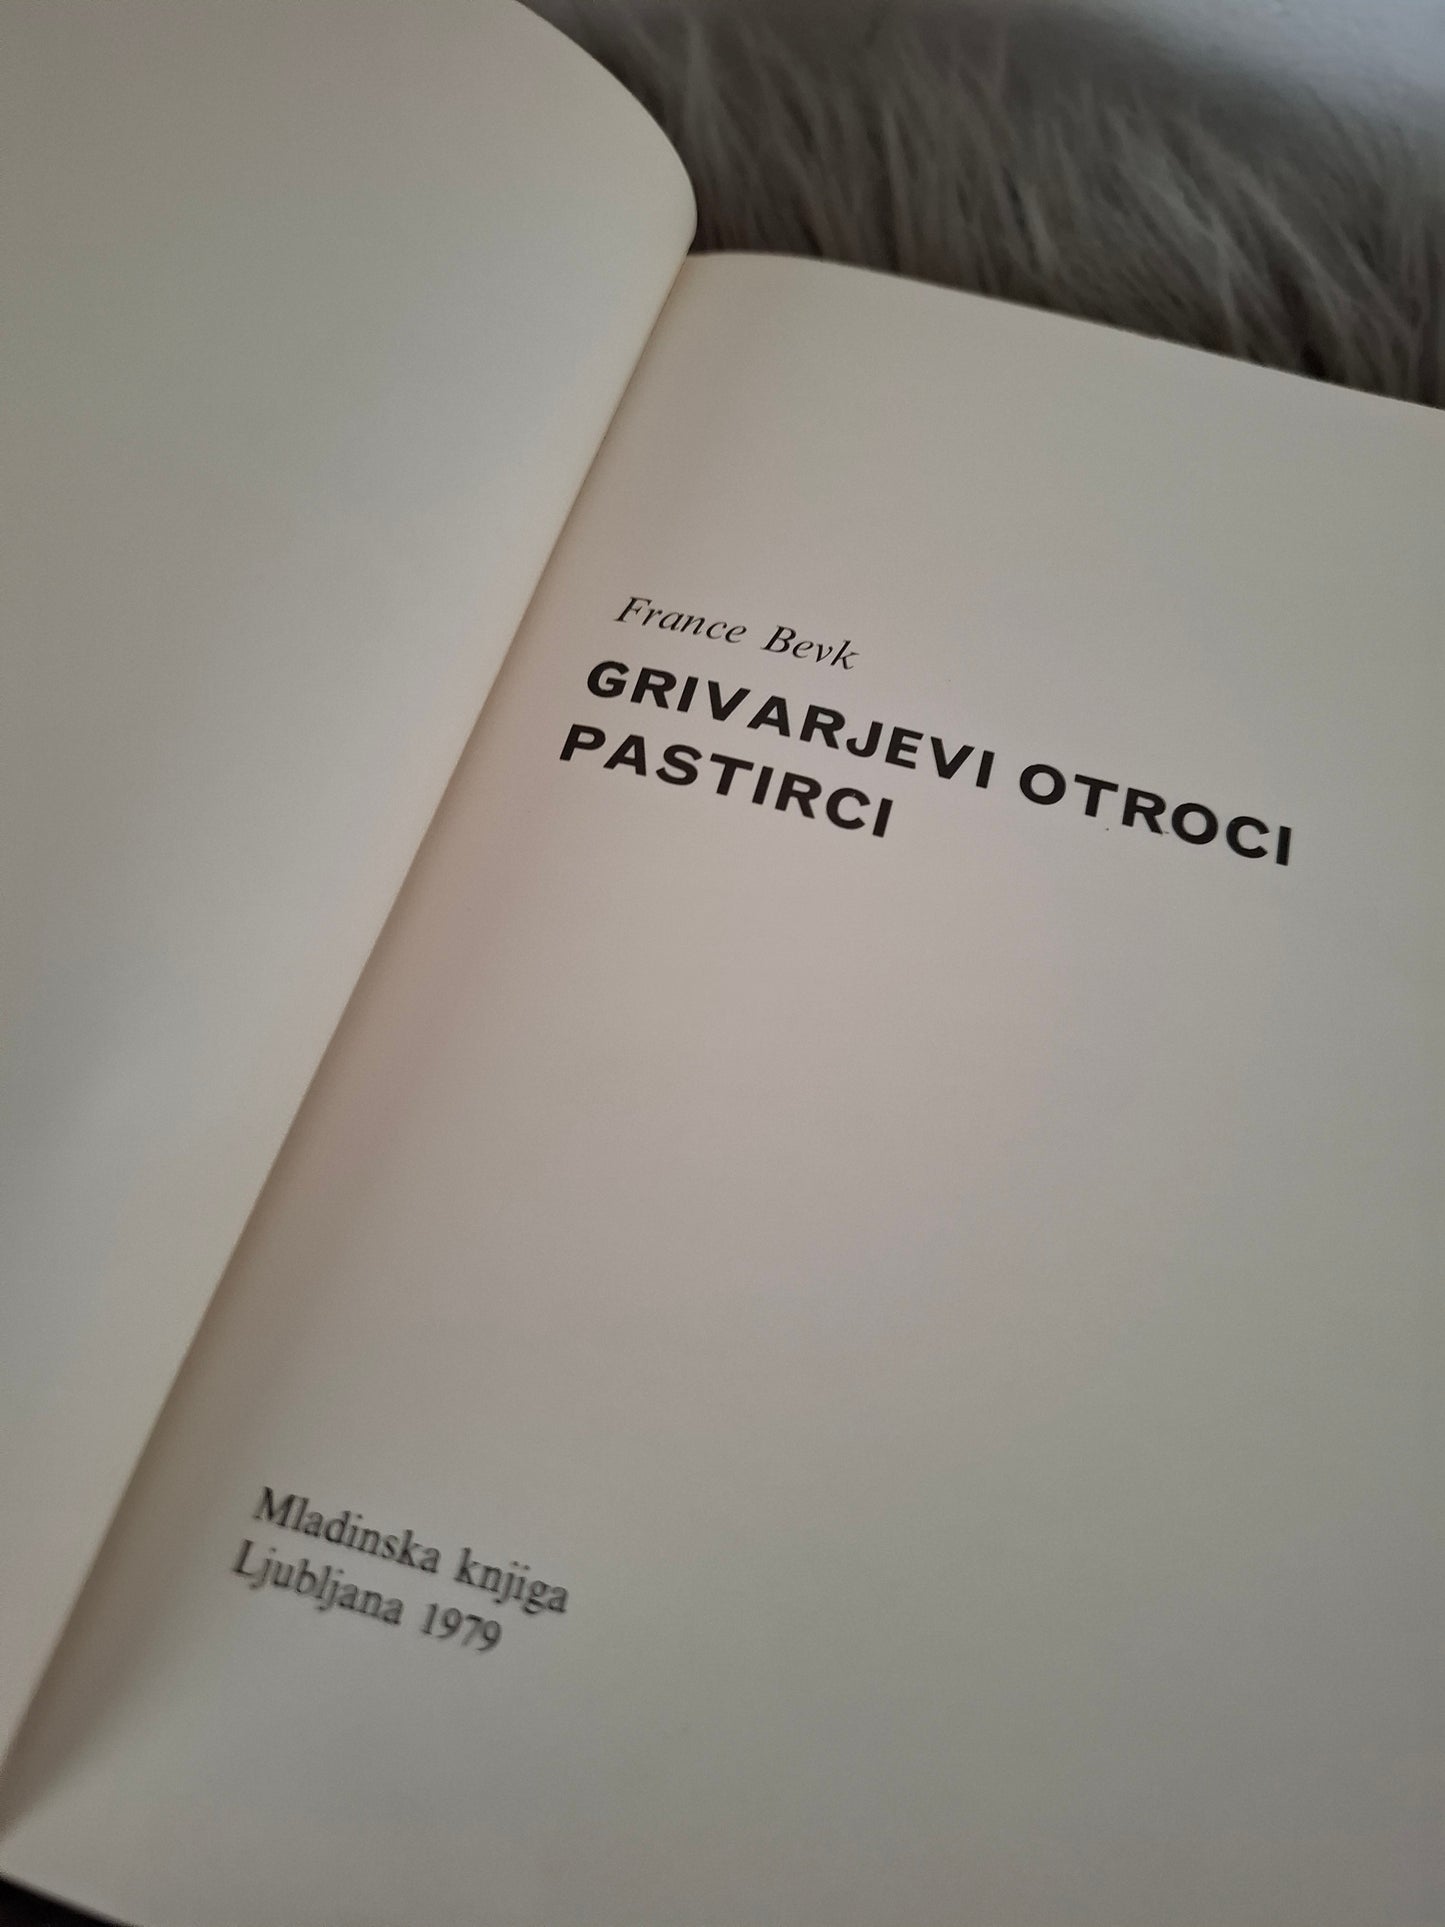 France Bevk
GRIVARJEVI OTROCI
PASTIRCI
Mladinska knjiga
Ljubljana 1979